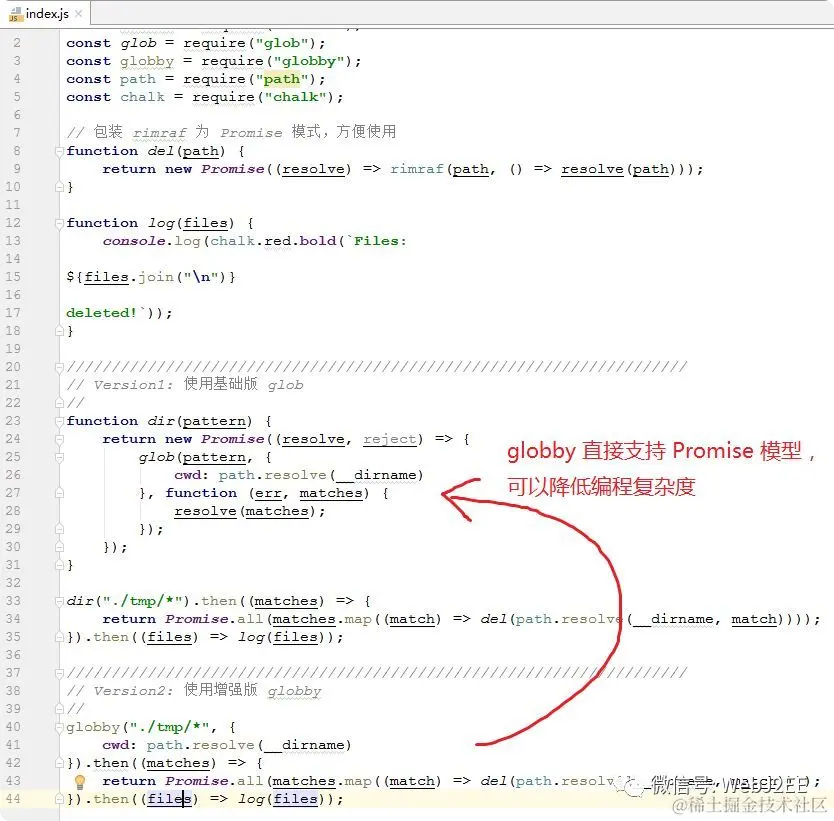 index.js
2 const glob = require("glob");
3 const globby = require("globby");
4 const path = require("path");
5 const chalk = require("chalk");
6
7 // 包装 rimraf 为 Promise 模式，方便使用
8 function del(path) {
9 return new Promise((resolve) => rimraf(path, () => resolve(path)));
10 }
11
12 function log(files) {
13 console.log(chalk.red.bold(`Files:
14
15 ${files.join("\n")}
16
17 deleted!`));
18 }
19
20 /////////////////////////////////////////////////////////////////////
21 // Version1: 使用基础版 glob
22 //
23 function dir(pattern) {
24 return new Promise((resolve, reject) => {
25 glob(pattern, {
26 cwd: path.resolve(__dirname)
27 }, function (err, matches) {
28 resolve(matches);
29 });
30 });
31 }
globby 直接支持 Promise 模型，
可以降低编程复杂度
32
33 dir("./tmp/*").then((matches) => {
34 return Promise.all(matches.map((match) => del(path.resolve(__dirname, match))));
35 }).then((files) => log(files));
36
37 /////////////////////////////////////////////////////////////////////
38 // Version2: 使用增强版 globby
39 //
40 globby("./tmp/*", {
41 cwd: path.resolve(__dirname)
42 }).then((matches) => {
43 return Promise.all(matches.map((match) => del(path.resolv
44 }).then((files) => log(files));
微信号: Web92EE
@稀土掘金技术社区